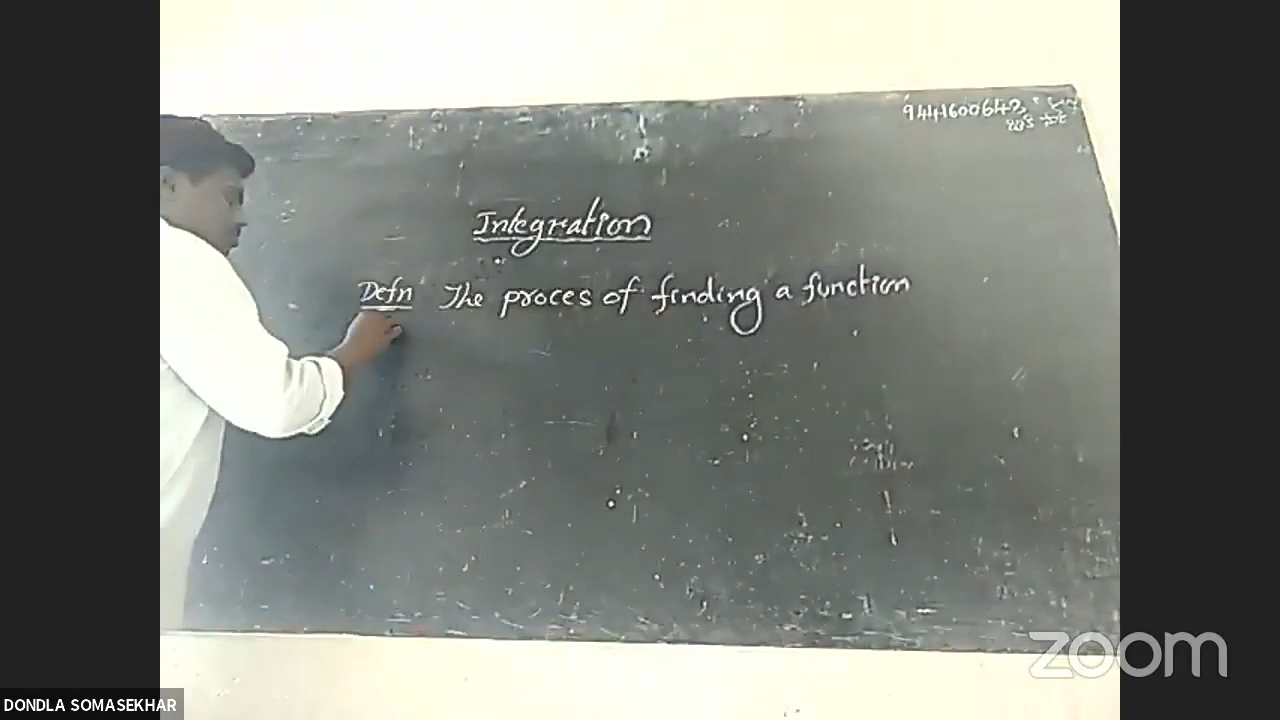 9441600642
Integration
Defn The proces of finding a function
zoom
DONDLA SOMASEKHAR